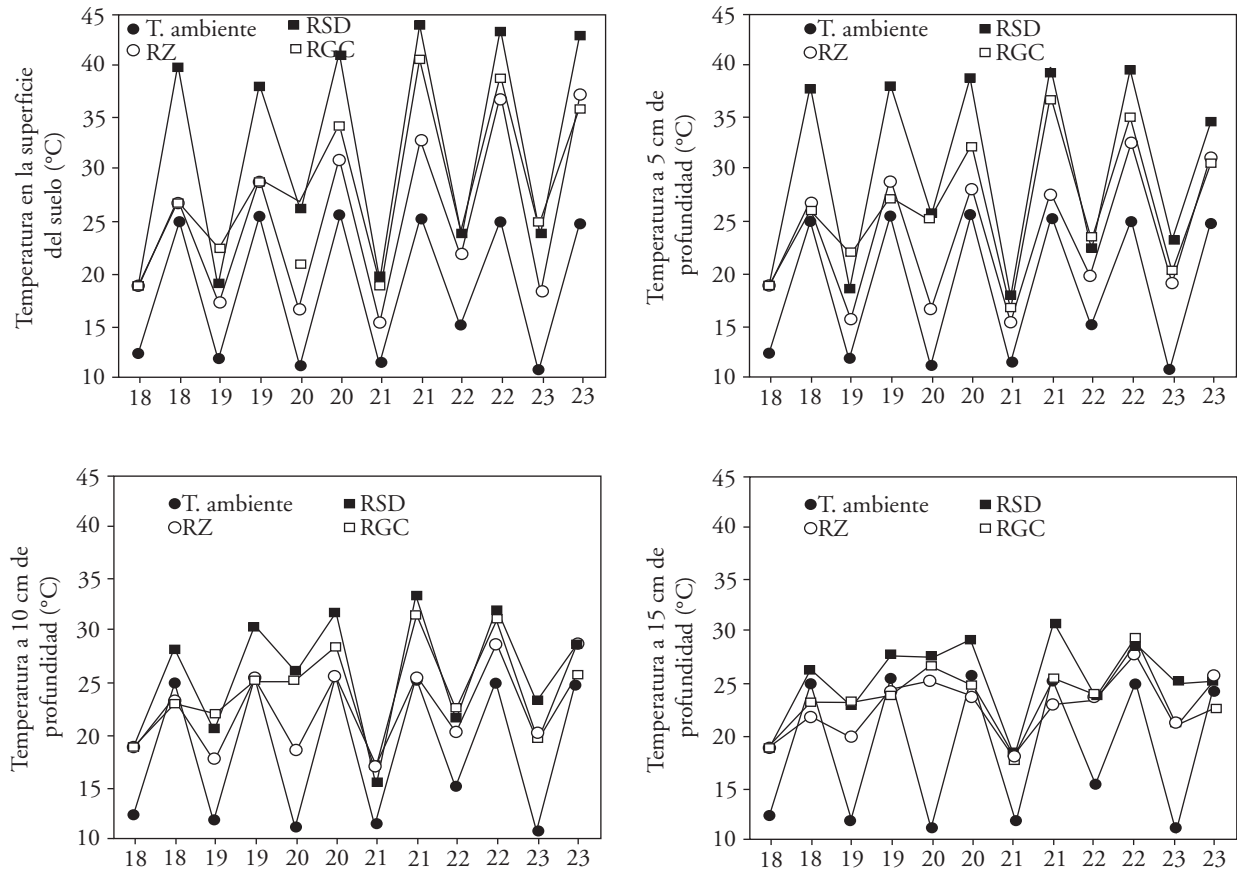 Temperatura en la superficie
del suelo (°C)
45
40
35
30
25
20
15
10
T. ambiente RSD
RZ RGC
18 18 19 19 20 20 21 21 22 22 23 23
Temperatura a 5 cm de
profundidad (°C)
45
40
35
30
25
20
15
10
T. ambiente RSD
RZ RGC
18 18 19 19 20 20 21 21 22 22 23 23
Temperatura a 10 cm de
profundidad (°C)
45
40
35
30
25
20
15
10
T. ambiente RSD
RZ RGC
18 18 19 19 20 20 21 21 22 22 23 23
Temperatura a 15 cm de
profundidad (°C)
45
40
35
30
25
20
15
10
T. ambiente RSD
RZ RGC
18 18 19 19 20 20 21 21 22 22 23 23